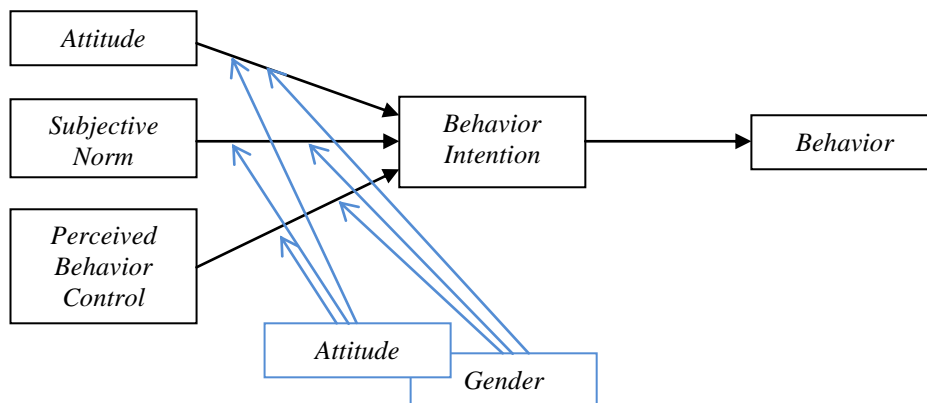 Attitude
Subjective
Norm
Perceived
Behavior
Control
Behavior
Intention
Behavior
Attitude
Gender